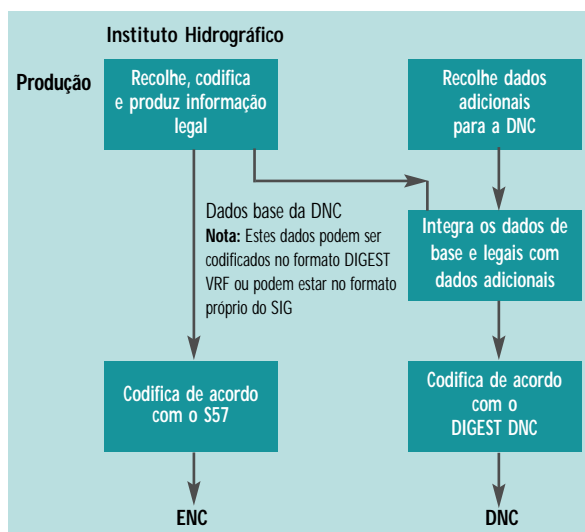 Instituto Hidrográfico
Produção
Recolhe, codifica
e produz informação
legal
Recolhe dados
adicionais
para a DNC
Dados base da DNC
Nota: Estes dados podem ser
codificados no formato DIGEST
VRF ou podem estar no formato
próprio do SIG
Integra os dados de
base e legais com
dados adicionais
Codifica de acordo
com o S57
Codifica de acordo
com o
DIGEST DNC
ENC
DNC